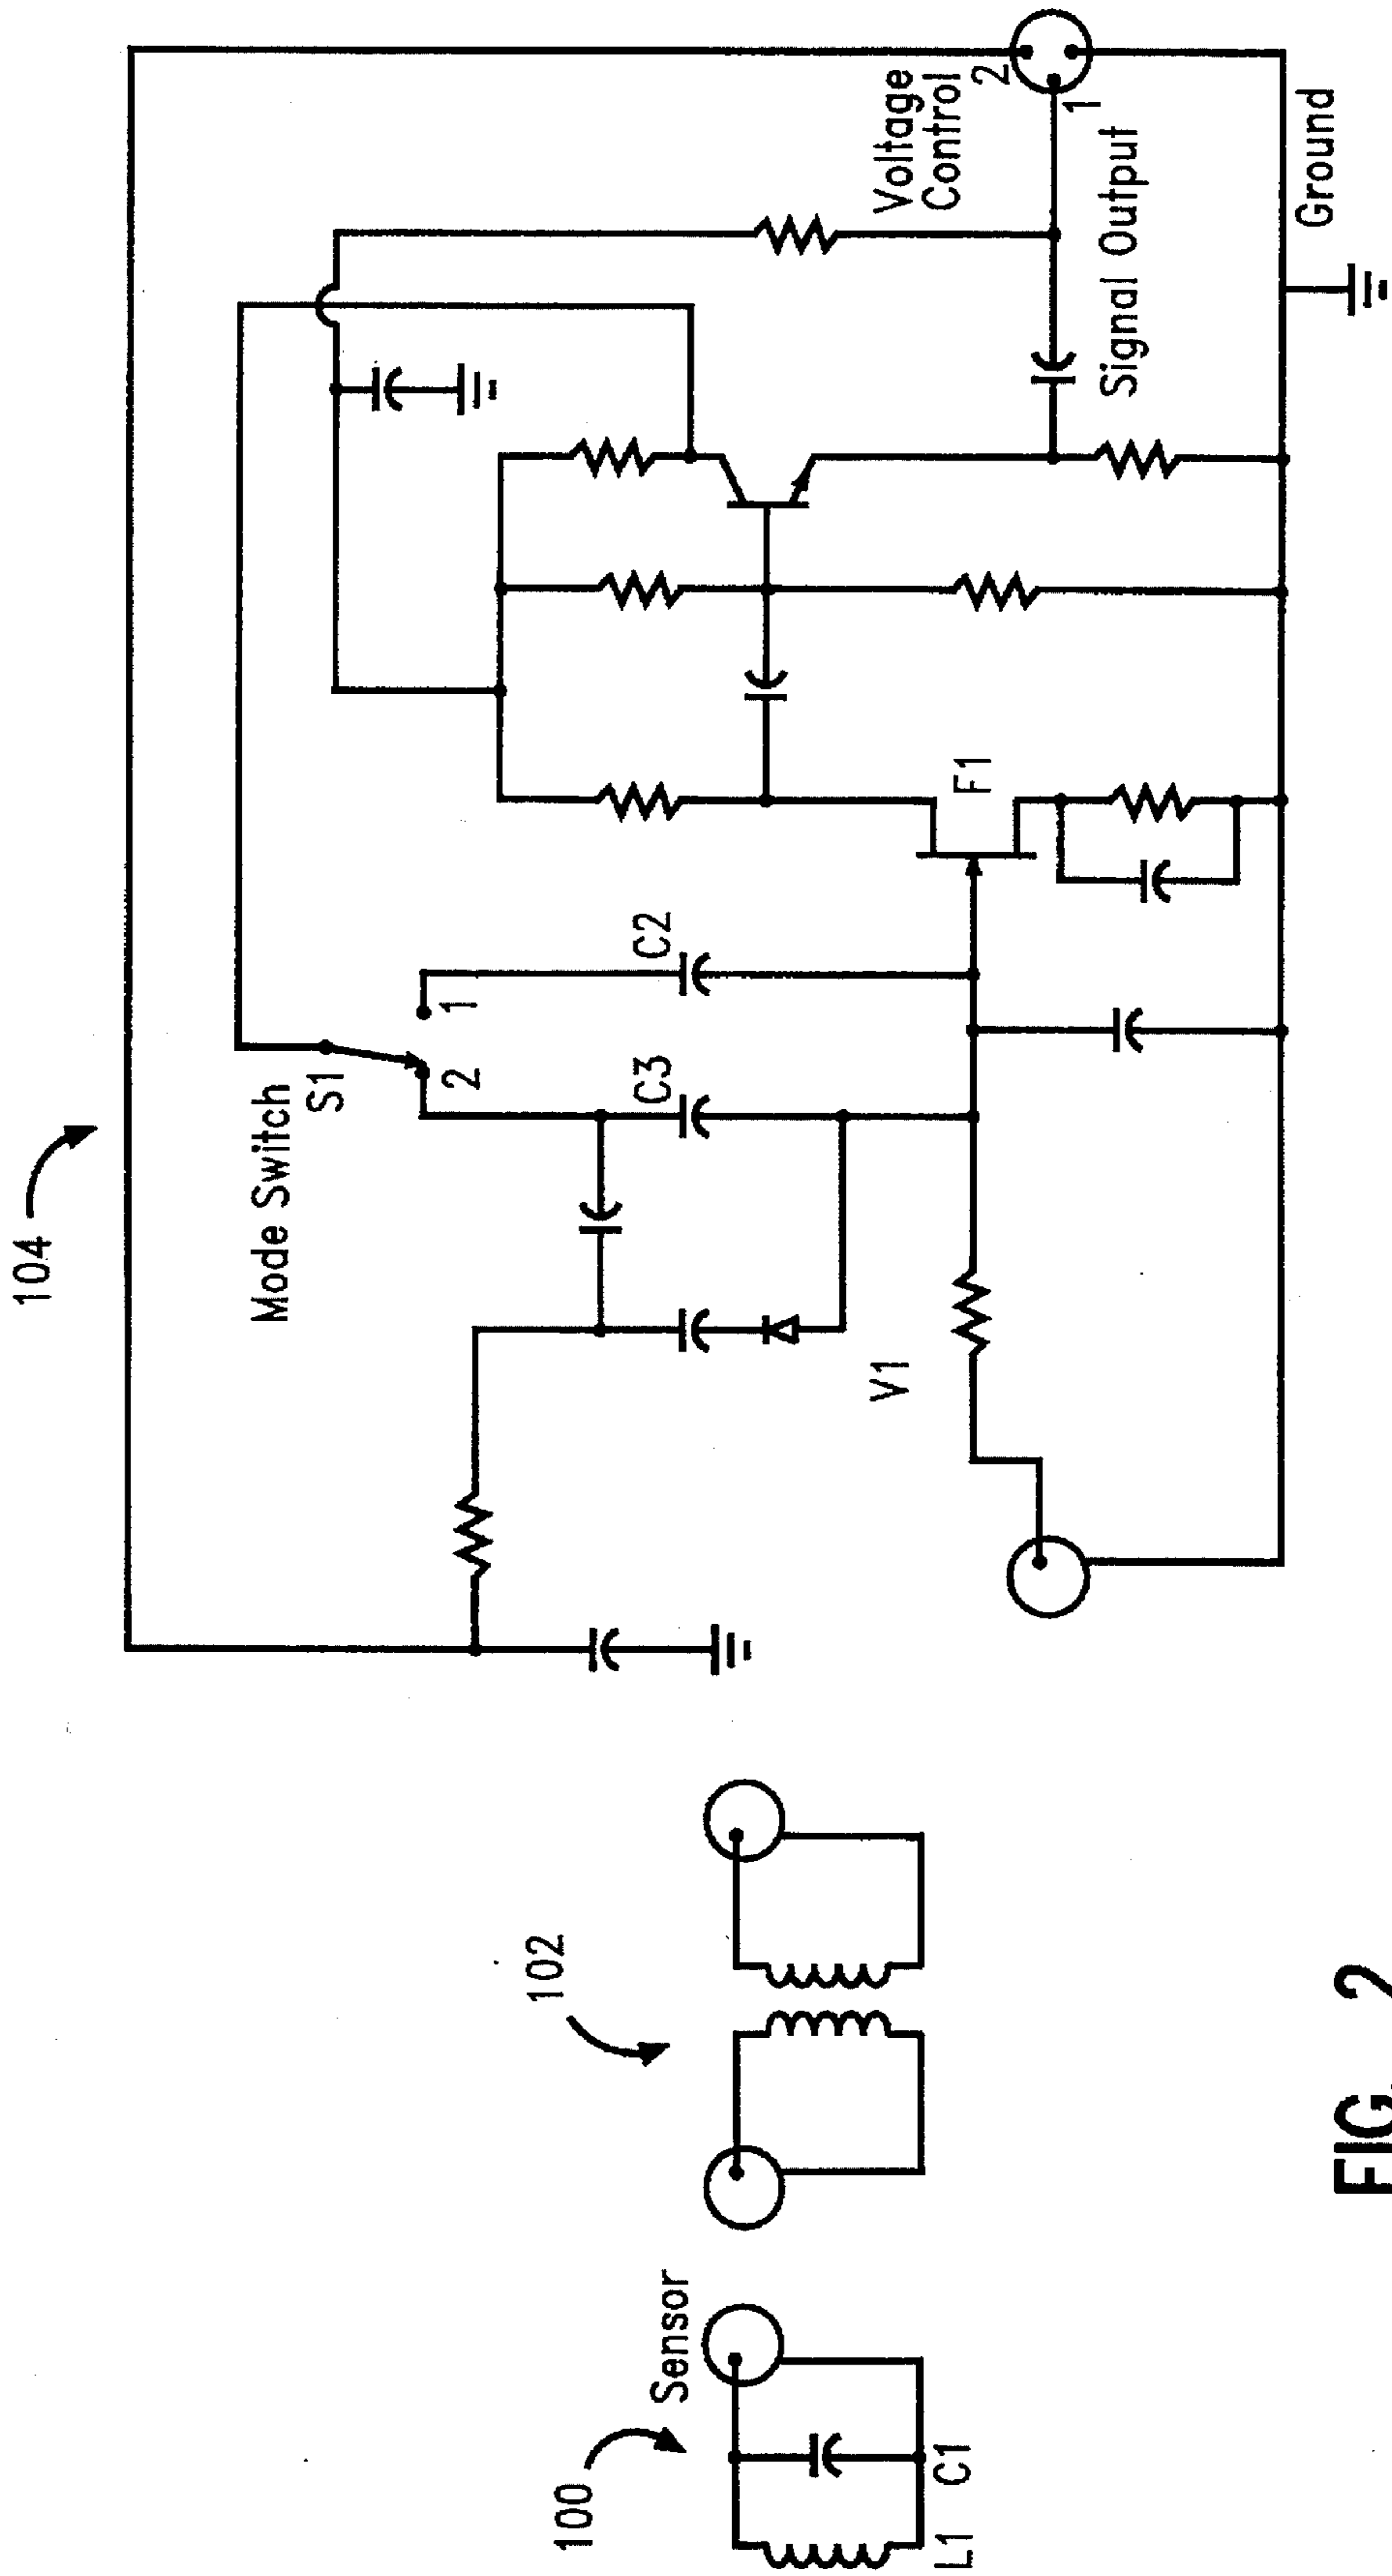 104
Mode Switch
S1
2
1
C3
C2
V1
F1
Voltage
Control
2
1
Signal Output
Ground
102
100
Sensor
L1
C1
FIG. 2